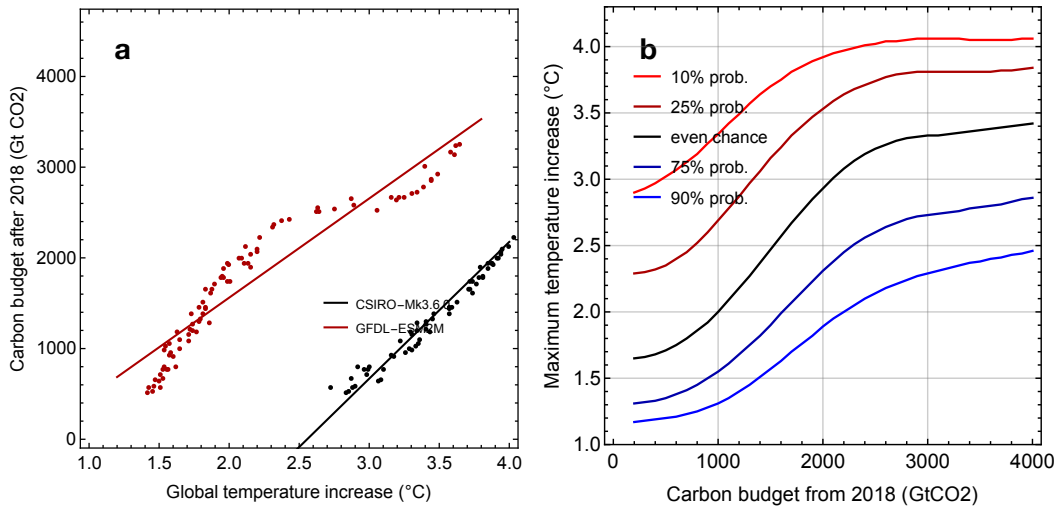 a
Carbon budget after 2018 (Gt CO2)
4000
3000
2000
1000
0
CSIRO-Mk3.6.0
GFDL-ESM2M
1.0 1.5 2.0 2.5 3.0 3.5 4.0
Global temperature increase (°C)
b
Maximum temperature increase (°C)
4.0
3.5
3.0
2.5
2.0
1.5
1.0
10% prob.
25% prob.
even chance
75% prob.
90% prob.
0 1000 2000 3000 4000
Carbon budget from 2018 (GtCO2)